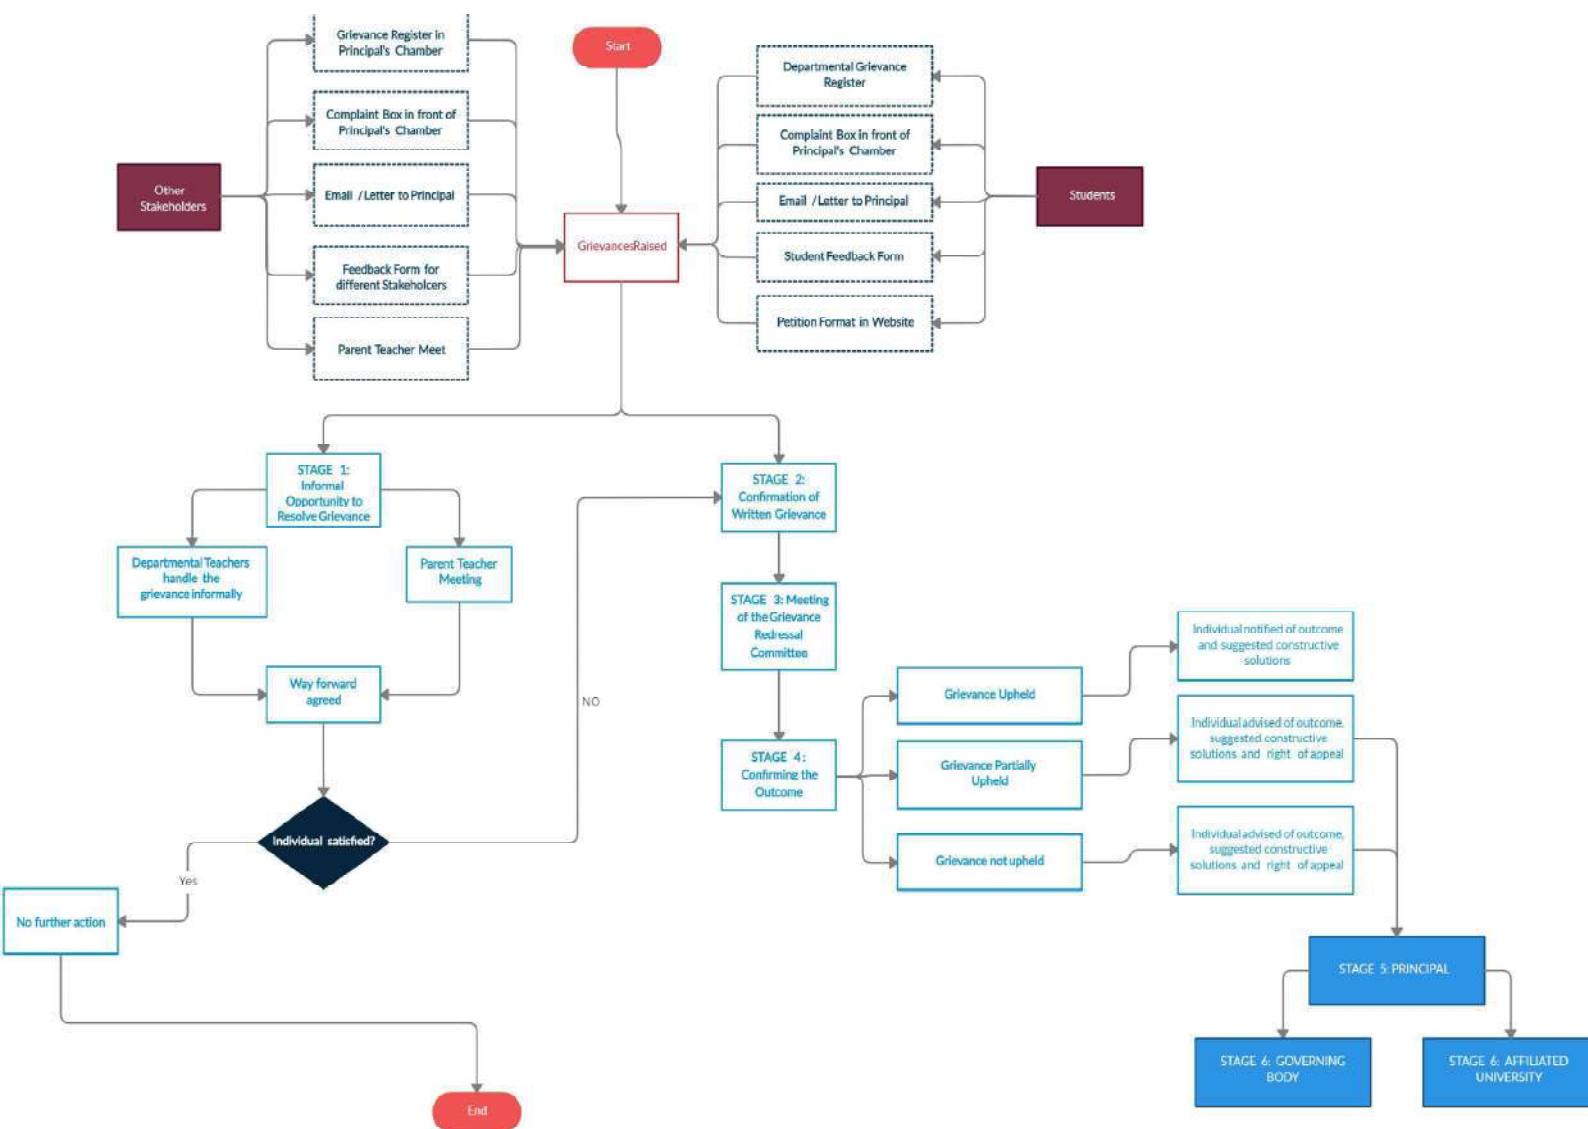 Grievance Register in
Principal's Chamber
Start
Departmental Grievance
Register
Complaint Box in front of
Principal's Chamber
Complaint Box in front of
Principal's Chamber
Other
Stakeholders
Email / Letter to Principal
Email / Letter to Principal
Students
GrievancesRaised
Feedback Form for
different Stakeholcers
Student Feedback Form
Parent Teacher Meet
Petition Format in Website
STAGE 1:
Informal
Opportunity to
Resolve Grievance
STAGE 2:
Confirmation of
Written Grievance
Departmental Teachers
handle the
grievance informally
Parent Teacher
Meeting
STAGE 3: Meeting
of the Grievance
Redressal
Committee
Individual notified of outcome
and suggested constructive
solutions
Way forward
agreed
NO
Grievance Upheld
Individual advised of outcome,
suggested constructive
solutions and right of appeal
STAGE 4:
Confirming the
Outcome
Grievance Partially
Upheld
Individual satisfied?
Grievance not upheld
Individual advised of outcome,
suggested constructive
solutions and right of appeal
Yes
No further action
STAGE 5: PRINCIPAL
STAGE 6: GOVERNING
BODY
STAGE 6: AFFILIATED
UNIVERSITY
End